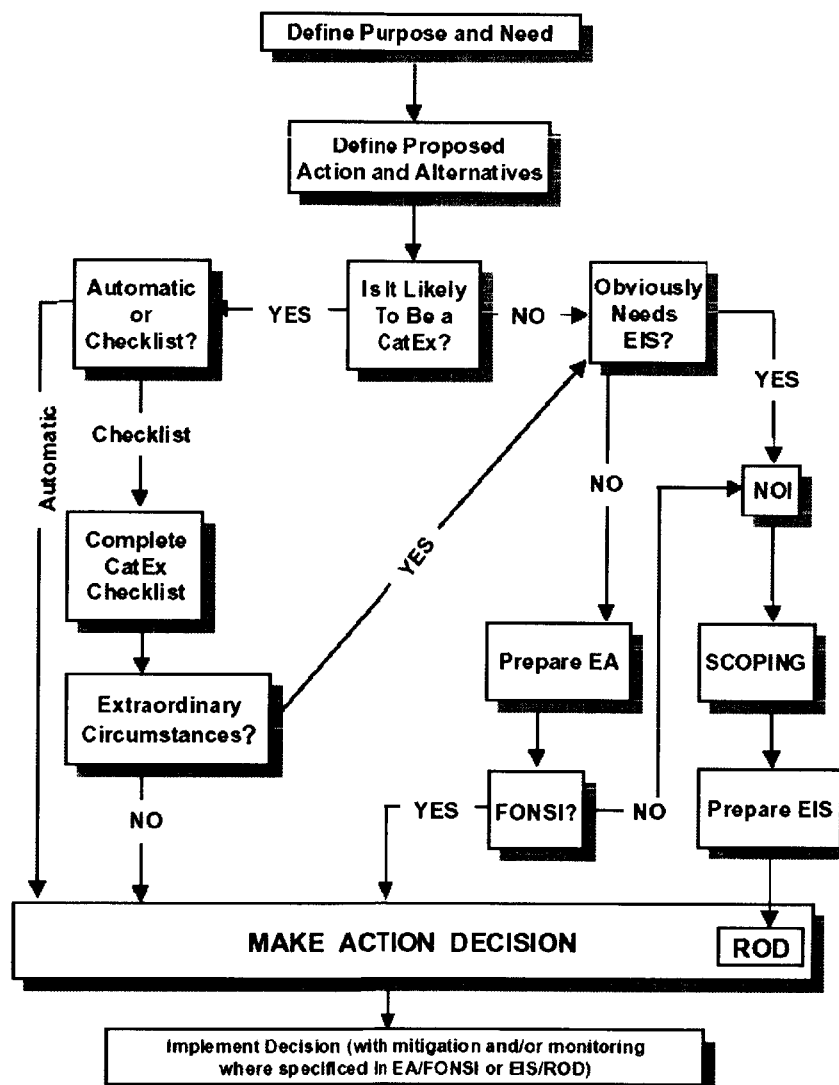 Define Purpose and Need
Define Proposed
Action and Alternatives
Automatic
or
Checklist?
YES
Is It Likely
To Be a
CatEx?
NO
Obviously
Needs
EIS?
YES
Automatic
Checklist
NO
NOI
Complete
CatEx
Checklist
YES
Prepare EA
SCOPING
Extraordinary
Circumstances?
NO
YES
FONSI?
NO
Prepare EIS
MAKE ACTION DECISION
ROD
Implement Decision (with mitigation and/or monitoring
where specificed in EA/FONSI or EIS/ROD)